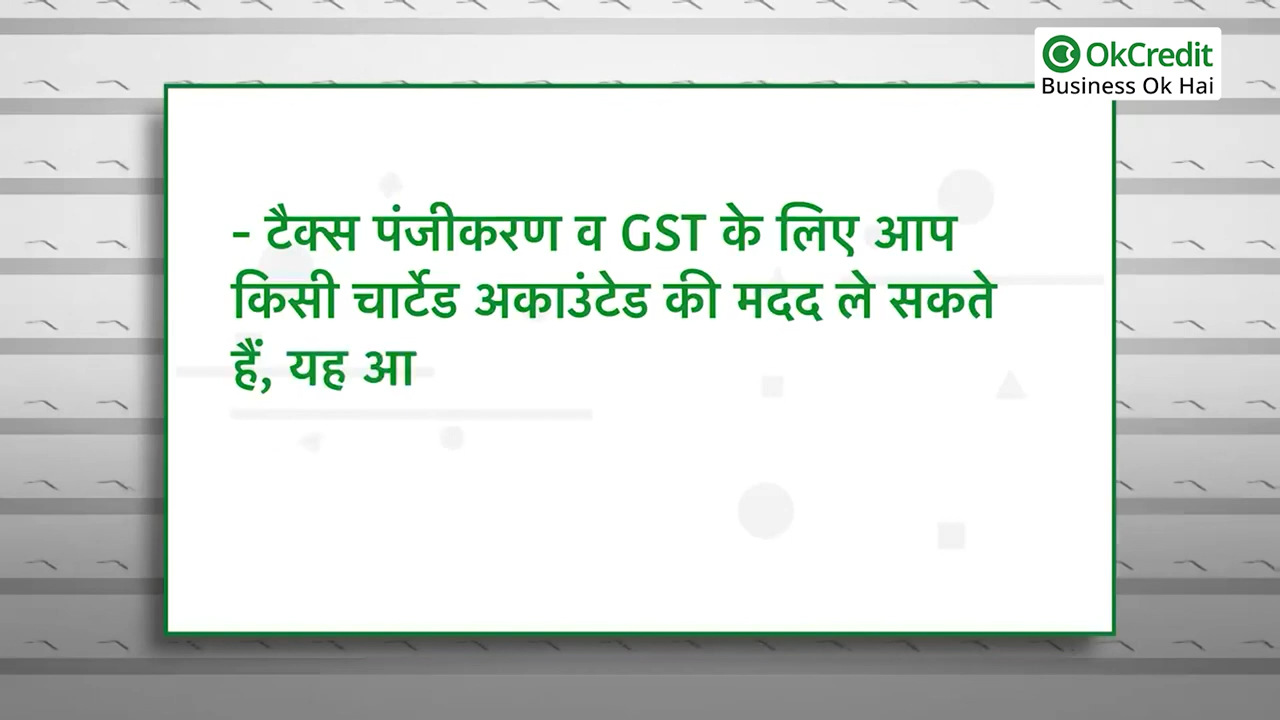 OkCredit
Business Ok Hai
- टैक्स पंजीकरण व GST के लिए आप
किसी चार्टेड अकाउंटेड की मदद ले सकते
हैं, यह आ